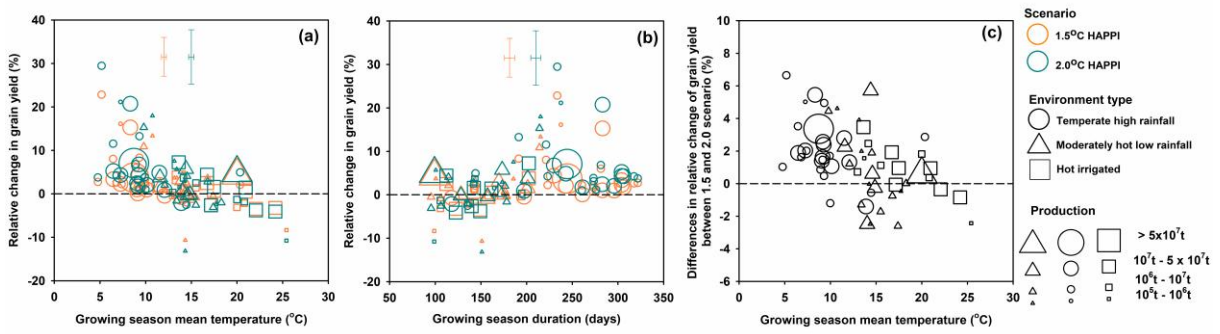 (a)
Relative change in grain yield (%)
40
30
20
10
0
-10
-20
0 5 10 15 20 25 30
Growing season mean temperature (°C)
(b)
Relative change in grain yield (%)
40
30
20
10
0
-10
-20
50 100 150 200 250 300 350
Growing season duration (days)
(c)
Differences in relative change of grain yield
between 1.5 and 2.0 scenario (%)
10
8
6
4
2
0
-2
-4
-6
0 5 10 15 20 25 30
Growing season mean temperature (°C)
Scenario
1.5°C HAPPI
2.0°C HAPPI
Environment type
Temperate high rainfall
Moderately hot low rainfall
Hot irrigated
Production
> 5x10⁷t
10⁷t - 5 x 10⁷t
10⁶t - 10⁷t
10⁵t - 10⁶t